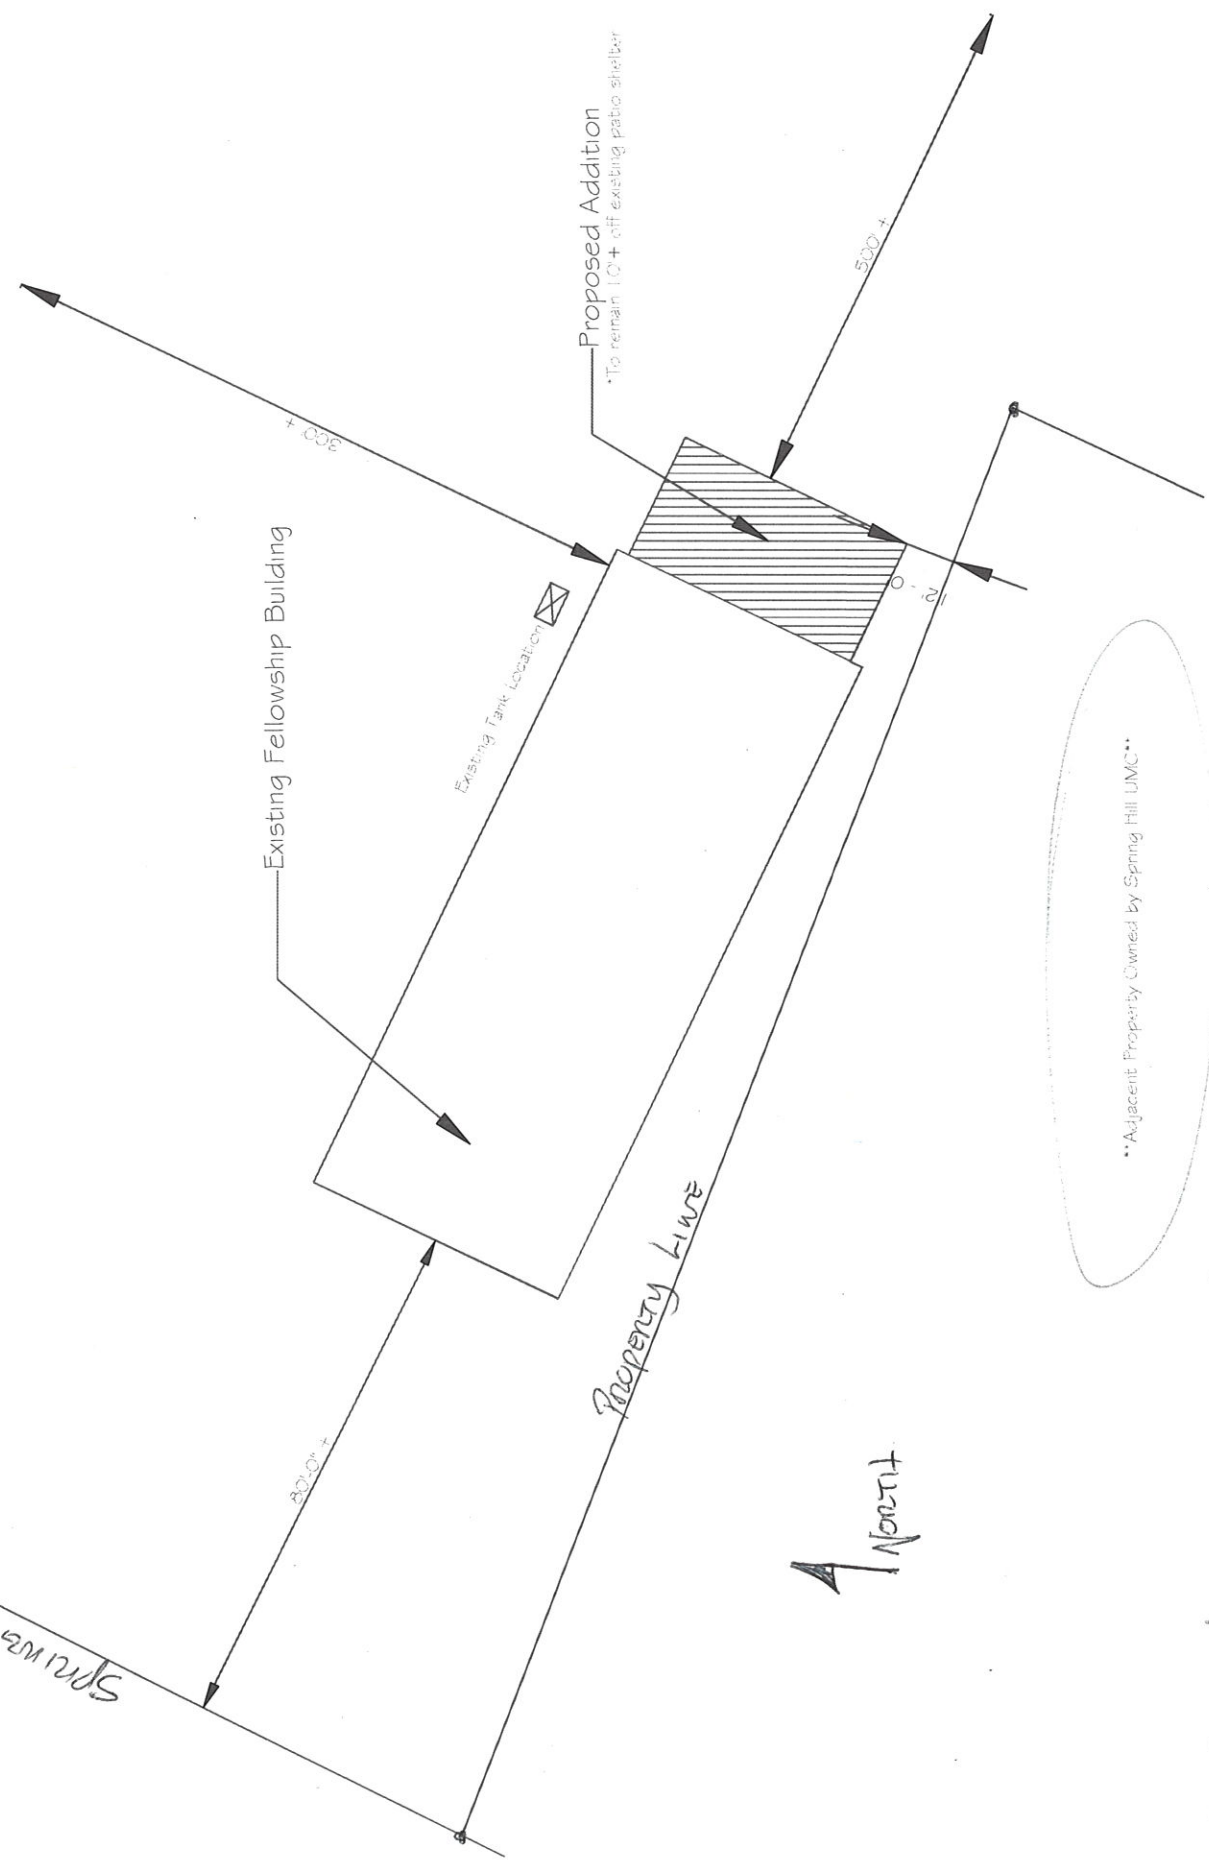 Existing Fellowship Building
Proposed Addition
*To remain 10'+ off existing patio shelter
Existing Tank Location
300' +
500' +
12' - 0
80'-0" +
PROPERTY LINE
SPRING
NORTH
**Adjacent Property Owned by Spring Hill UMC**